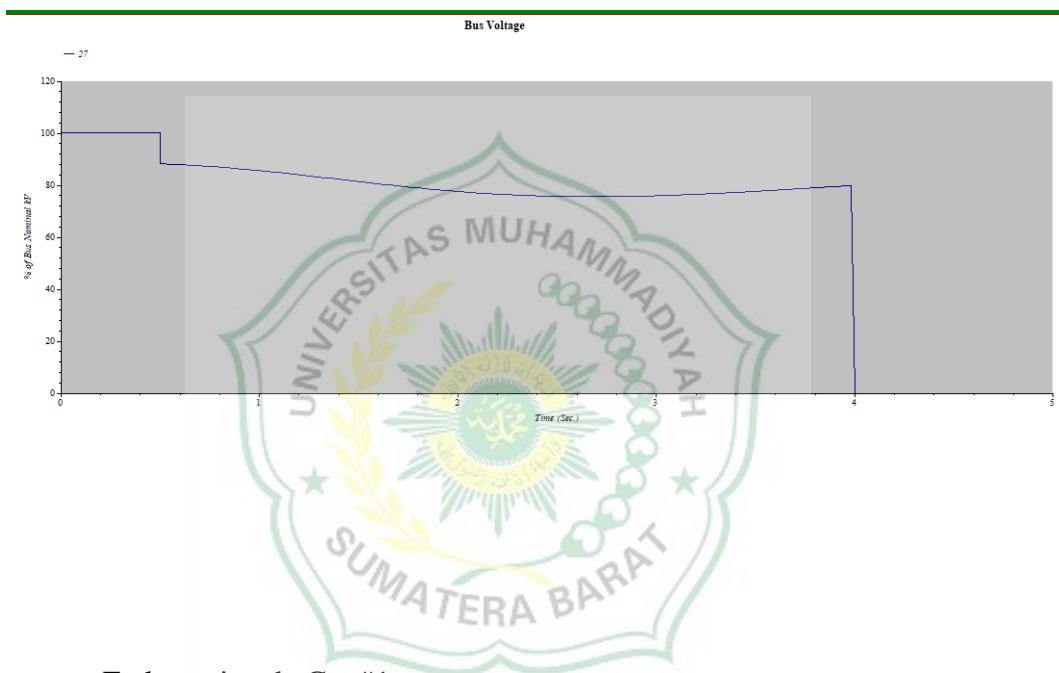 Bus Voltage
27
120
100
80
60
40
20
0
% of Bus Nominal kV
0 1 2 3 4 5
Time (Sec.)
UNIVERSITAS MUHAMMADIYAH
SUMATERA BARAT